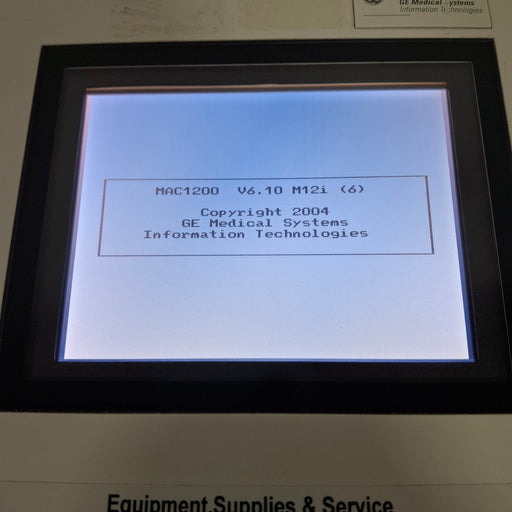 GE Medical Systems
Information Technologies
MAC1200 V6.10 M12i (6)
Copyright 2004
GE Medical Systems
Information Technologies
Equipment,Supplies & Service